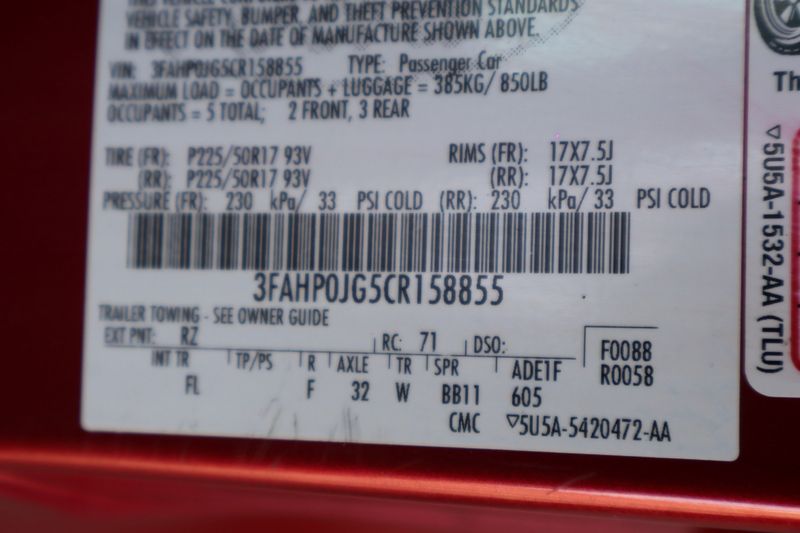 VEHICLE SAFETY, BUMPER, AND THEFT PREVENTION STANDARDS
IN EFFECT ON THE DATE OF MANUFACTURE SHOWN ABOVE.
VIN: 3FAHP0JG5CR158855 TYPE: Passenger Car
MAXIMUM LOAD = OCCUPANTS + LUGGAGE = 385KG/ 850LB
OCCUPANTS = 5 TOTAL; 2 FRONT, 3 REAR
TIRE (FR): P225/50R17 93V RIMS (FR): 17X7.5J
(RR): P225/50R17 93V (RR): 17X7.5J
PRESSURE (FR): 230 kPa/ 33 PSI COLD (RR): 230 kPa/ 33 PSI COLD
3FAHP0JG5CR158855
TRAILER TOWING - SEE OWNER GUIDE
EXT PNT: RZ RC: 71 DSO: F0088
INT TR TP/PS R AXLE TR SPR ADE1F R0058
FL F 32 W BB11 605
CMC ▽5U5A-5420472-AA
Th
▽5U5A-1532-AA (TLU)